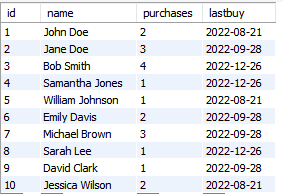 id name purchases lastbuy
1 John Doe 2 2022-08-21
2 Jane Doe 3 2022-09-28
3 Bob Smith 4 2022-12-26
4 Samantha Jones 1 2022-12-26
5 William Johnson 1 2022-08-21
6 Emily Davis 2 2022-09-28
7 Michael Brown 3 2022-09-28
8 Sarah Lee 1 2022-12-26
9 David Clark 1 2022-09-28
10 Jessica Wilson 2 2022-08-21